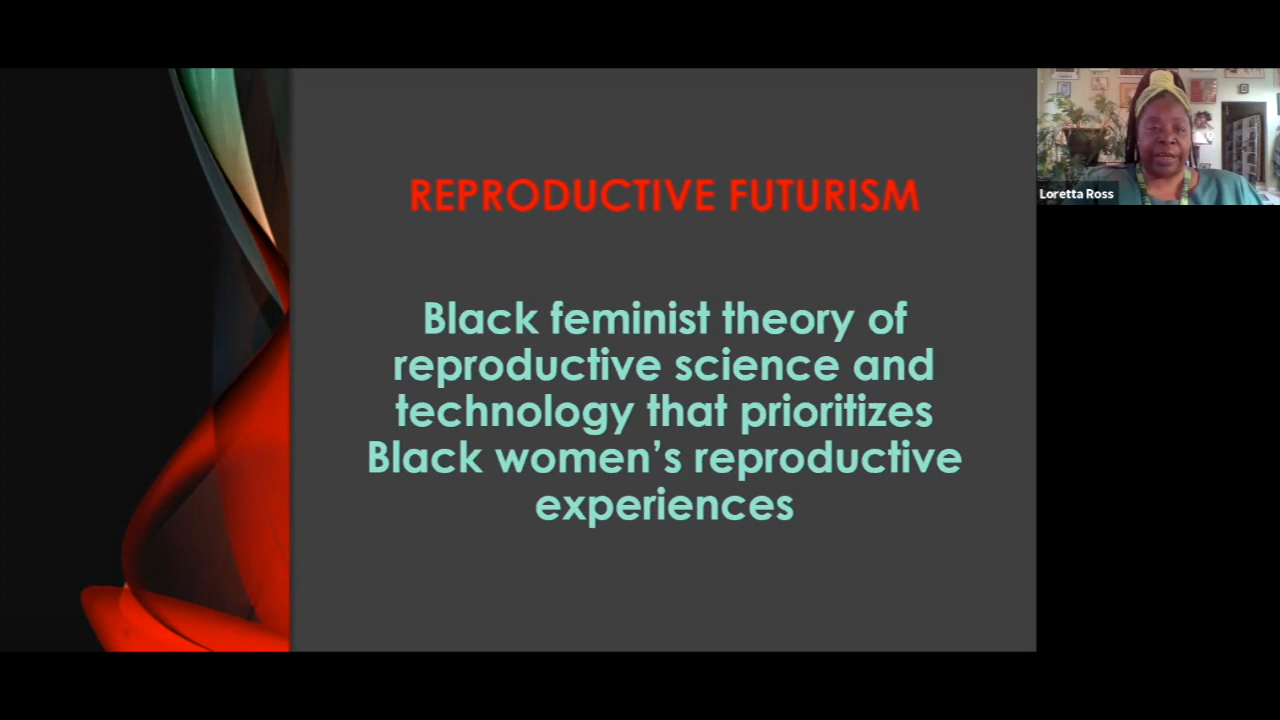 REPRODUCTIVE FUTURISM
Black feminist theory of
reproductive science and
technology that prioritizes
Black women’s reproductive
experiences
Loretta Ross